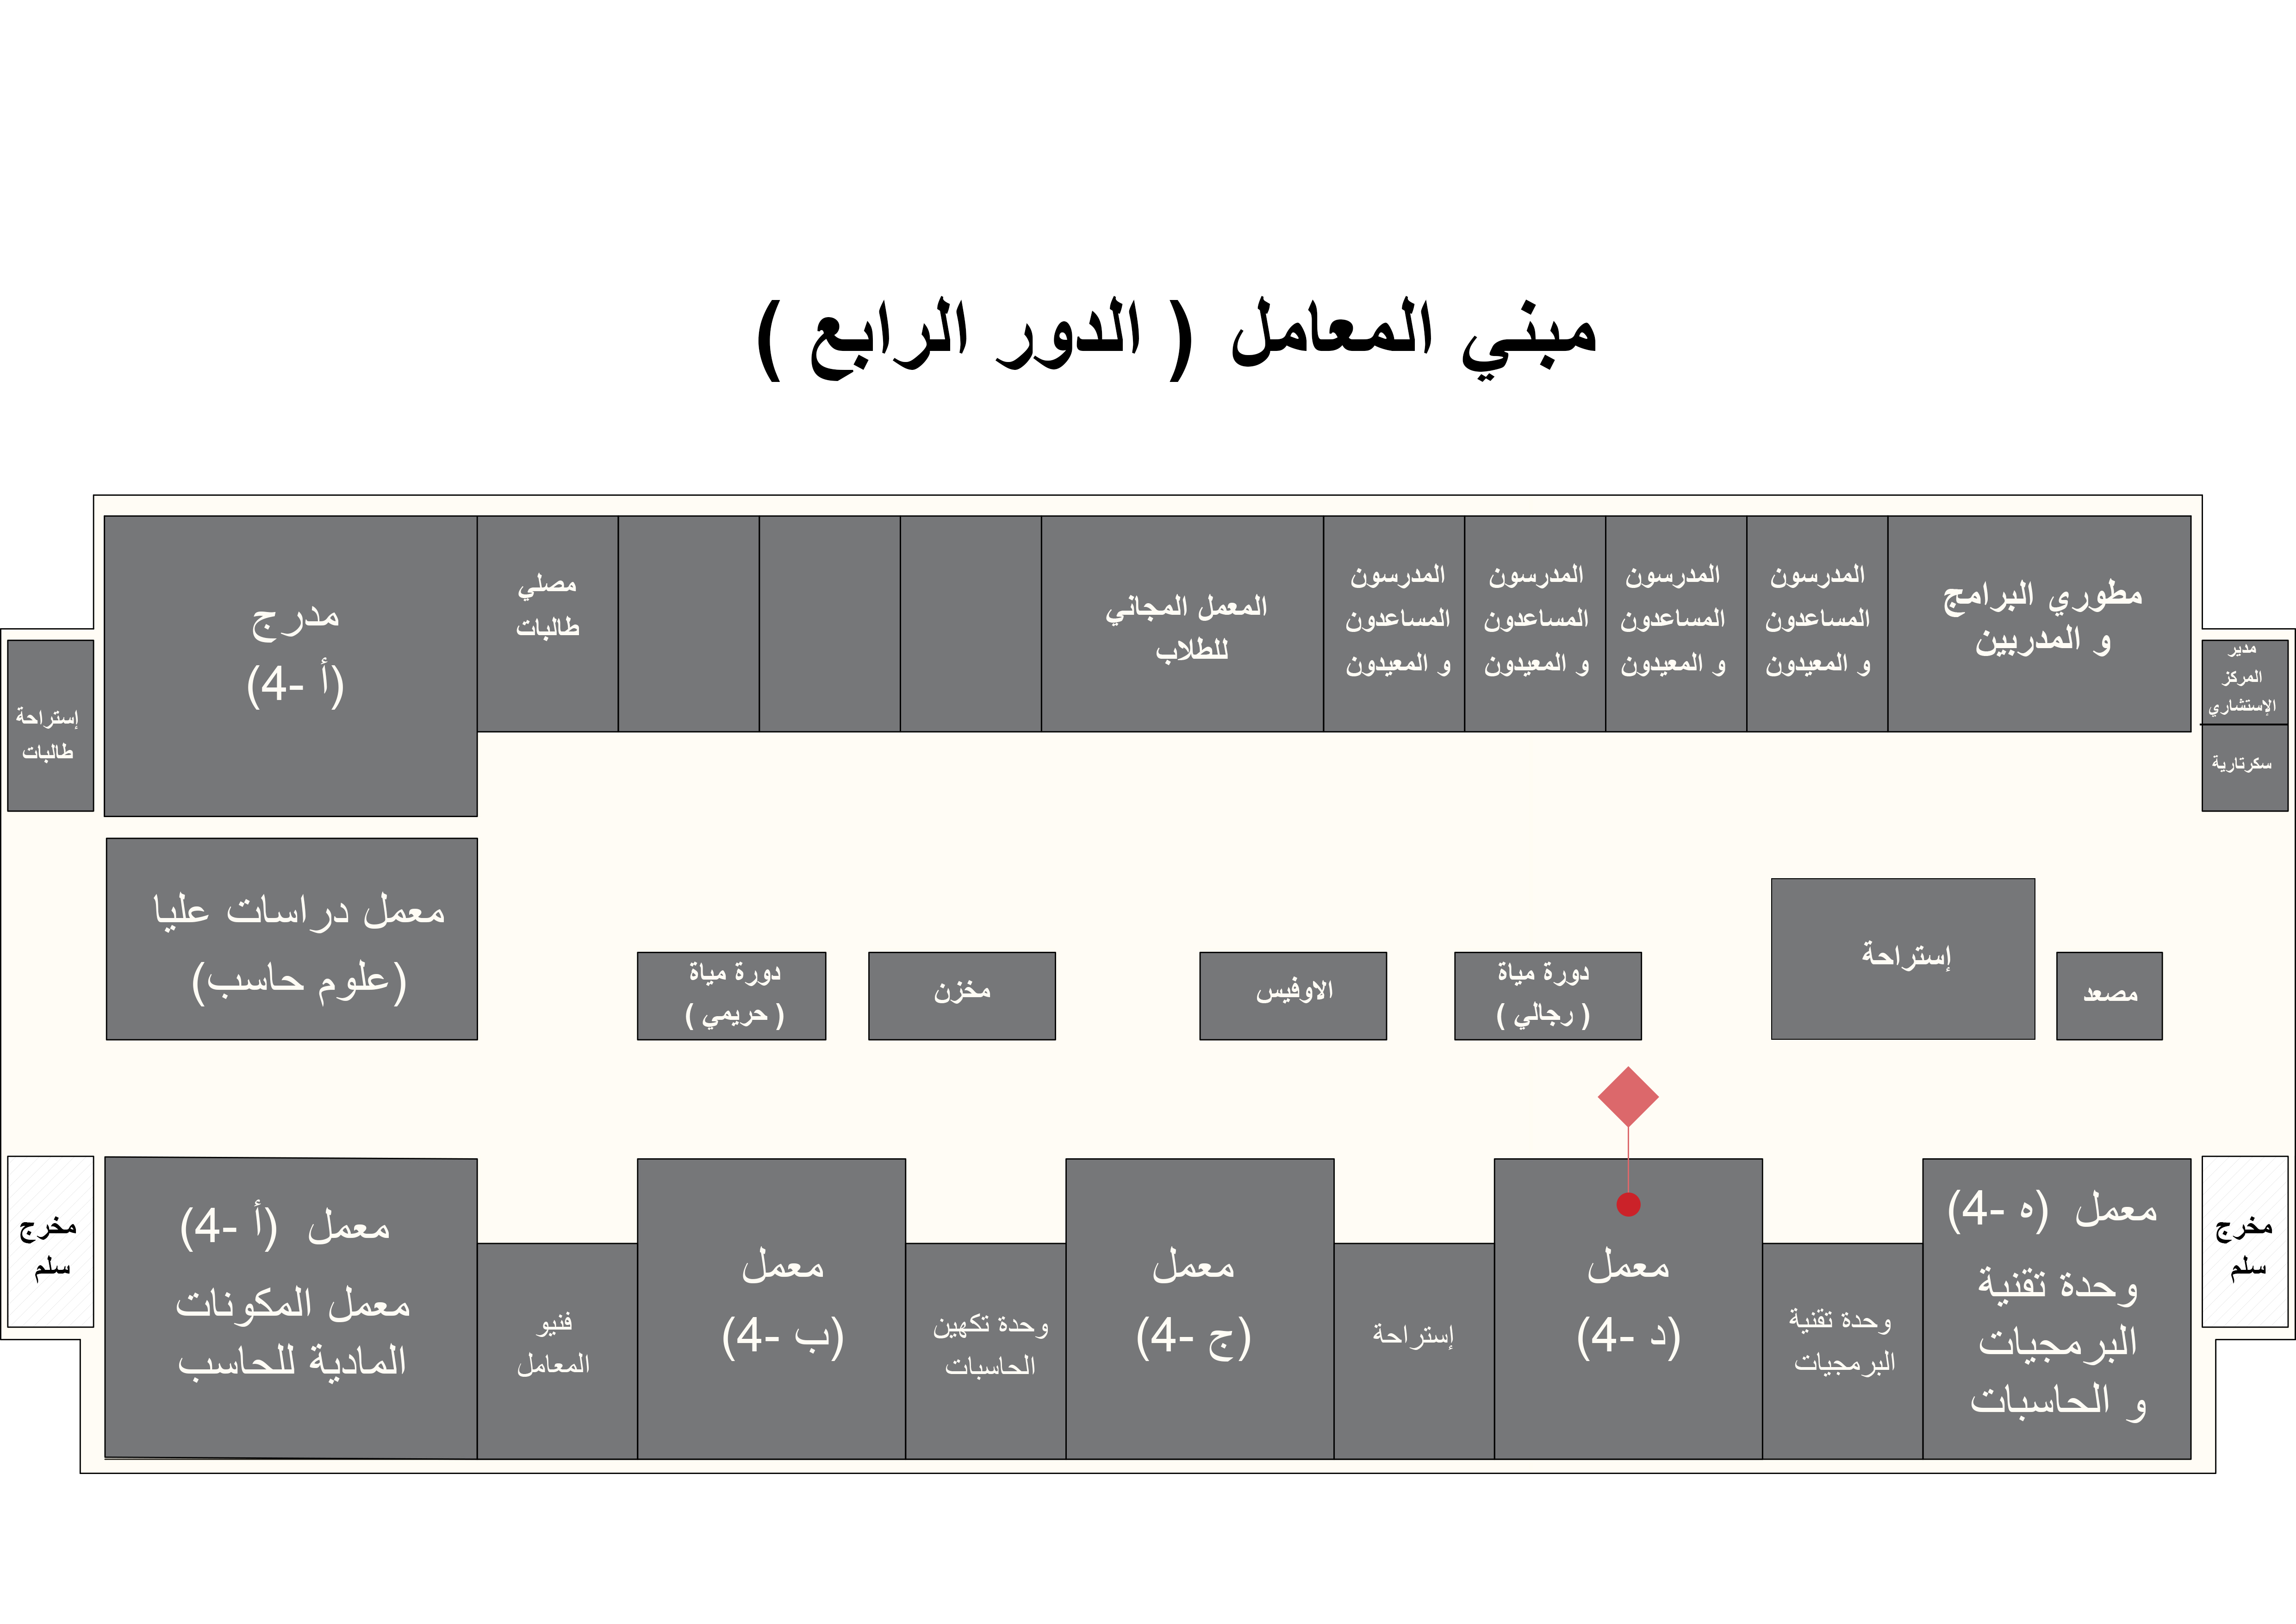 مبني المعامل ( الدور الرابع )
مطوري البرامج
و المدربين
المدرسون
المساعدون
و المعيدون
المدرسون
المساعدون
و المعيدون
المدرسون
المساعدون
و المعيدون
المدرسون
المساعدون
و المعيدون
المعمل المجاني
للطلاب
مصلي
طالبات
مدرج
(أ -4)
مدير
المركز
الإستشاري
سكرتارية
إستراحة
طالبات
مصعد
إستراحة
دورة مياة
( رجالي )
الاوفيس
مخزن
دورة مياة
( حريمي )
معمل دراسات عليا
(علوم حاسب)
مخرج
سلم
معمل (ه -4)
وحدة تقنية
البرمجيات
و الحاسبات
وحدة تقنية
البرمجيات
معمل
(د -4)
إستراحة
معمل
(ج -4)
وحدة تكهين
الحاسبات
معمل
(ب -4)
فنيو
المعامل
معمل (أ -4)
معمل المكونات
المادية للحاسب
مخرج
سلم